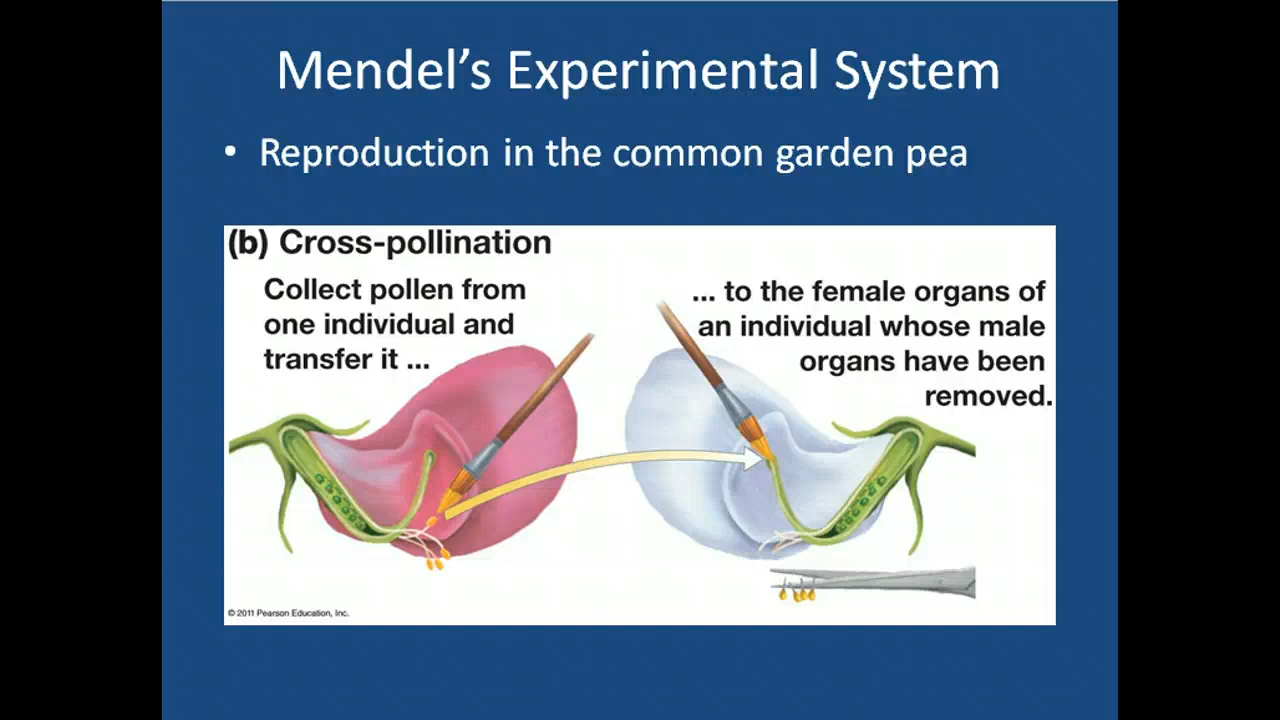 Mendel’s Experimental System
• Reproduction in the common garden pea
(b) Cross-pollination
Collect pollen from
one individual and
transfer it ...
... to the female organs of
an individual whose male
organs have been
removed.
© 2011 Pearson Education, Inc.